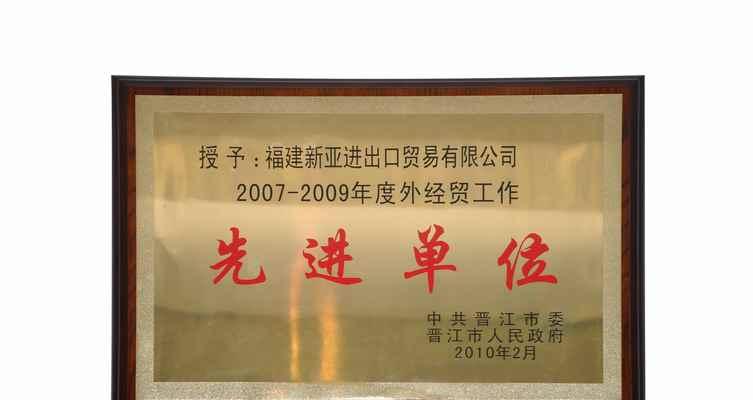 授予：福建新亚进出口贸易有限公司
2007-2009年度外经贸工作
先进单位
中共晋江市委
晋江市人民政府
2010年2月